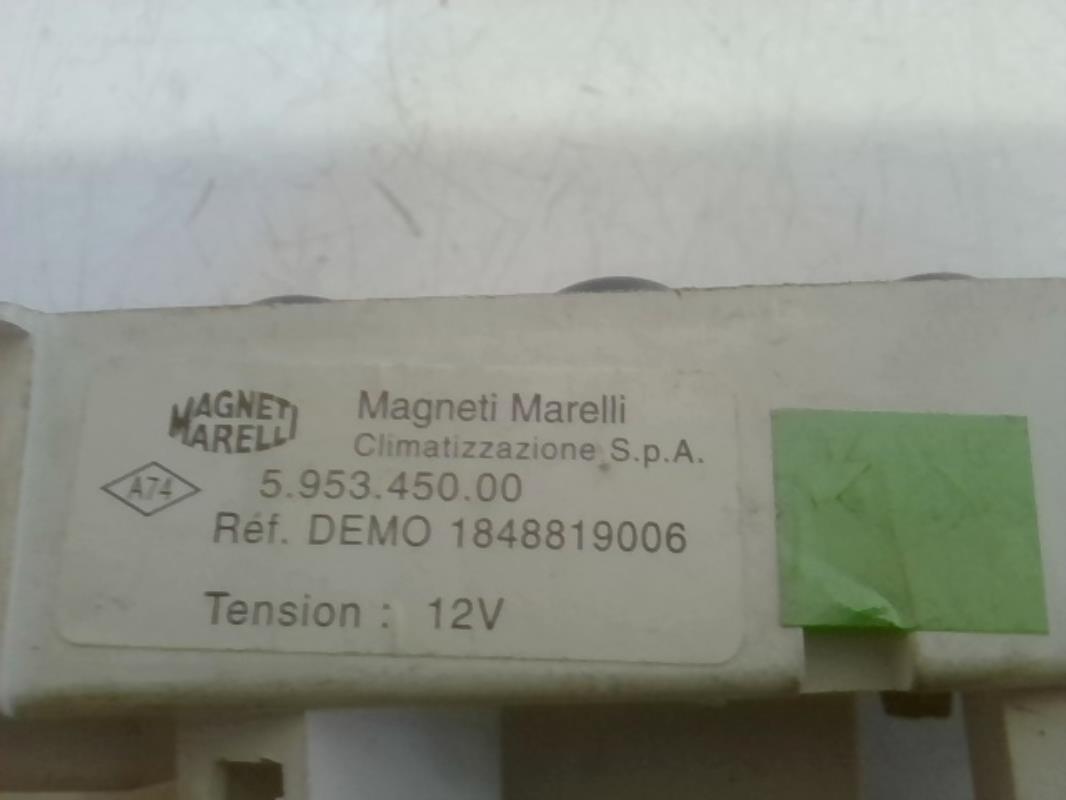 MAGNETI
MARELLI
Magneti Marelli
Climatizzazione S.p.A.
A74
5.953.450.00
Réf. DEMO 1848819006
Tension : 12V